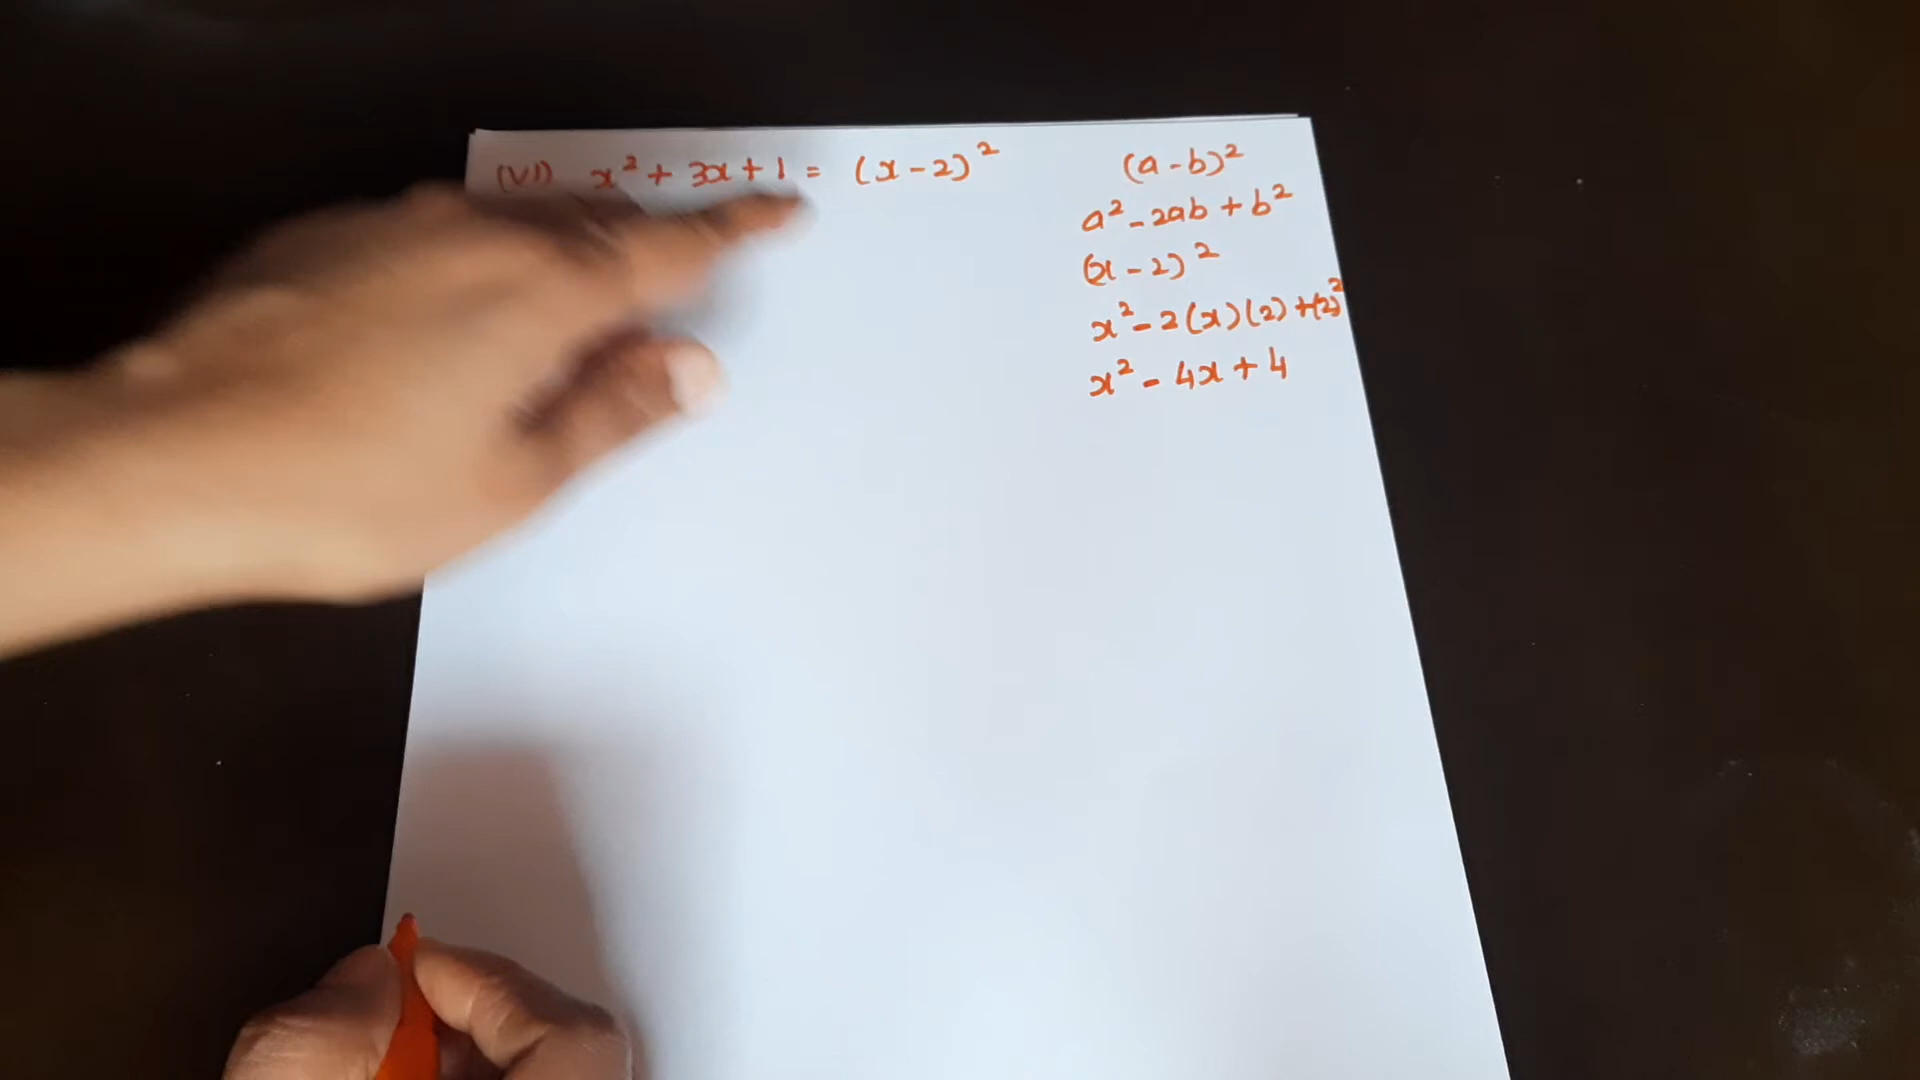 (VI) x² + 3x + 1 = (x - 2)²
(a - b)²
a² - 2ab + b²
(x - 2)²
x² - 2(x)(2) + (2)²
x² - 4x + 4